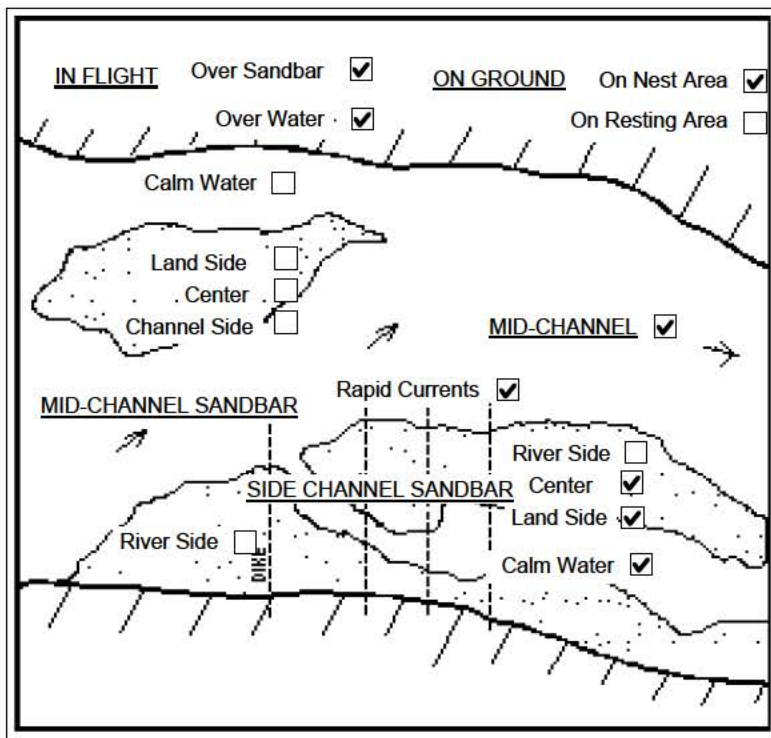 IN FLIGHT Over Sandbar ON GROUND On Nest Area
Over Water On Resting Area
Calm Water
Land Side
Center
Channel Side
MID-CHANNEL
Rapid Currents
MID-CHANNEL SANDBAR
River Side
SIDE CHANNEL SANDBAR Center
Land Side
River Side
DIKE
Calm Water